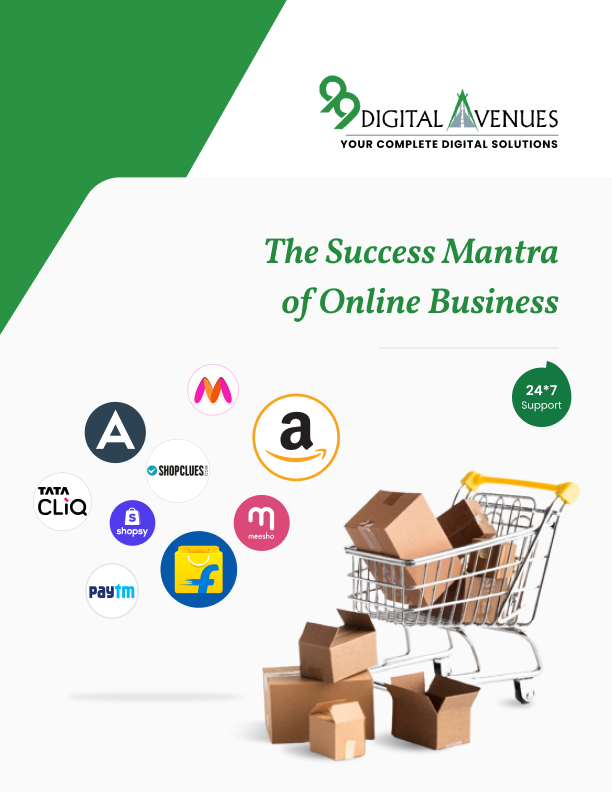 99 DIGITAL AVENUES
YOUR COMPLETE DIGITAL SOLUTIONS
The Success Mantra
of Online Business
24*7
Support
a
A
SHOPCLUES.COM
TATA
CLiQ
shopsy
m
meesho
f
paytm